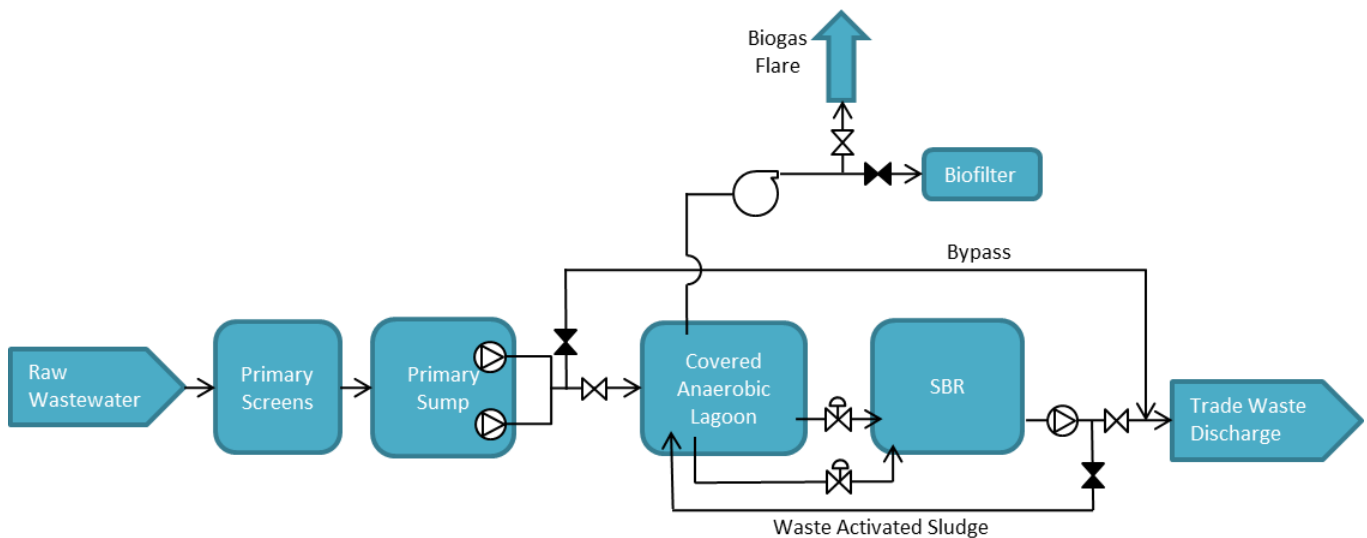 Biogas
Flare
Biofilter
Bypass
Raw
Wastewater
Primary
Screens
Primary
Sump
Covered
Anaerobic
Lagoon
SBR
Trade Waste
Discharge
Waste Activated Sludge